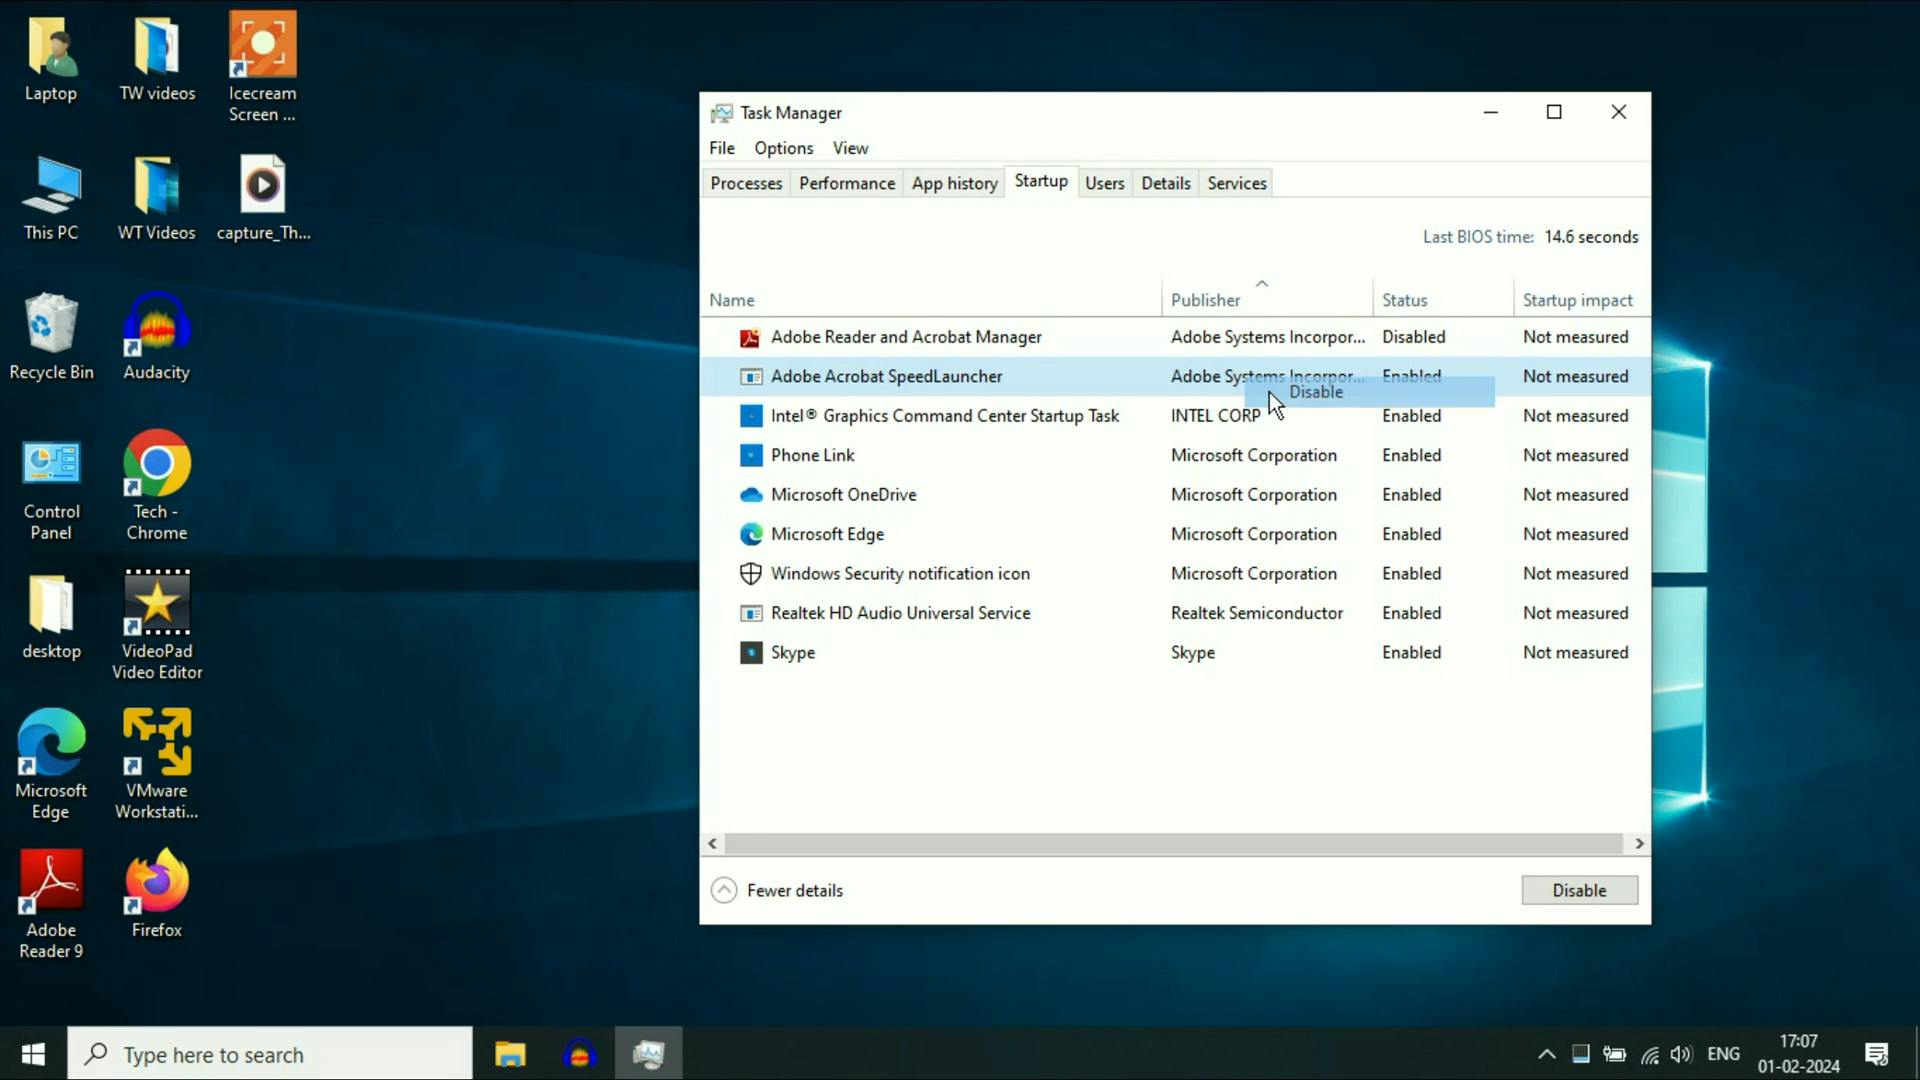 Laptop
TW videos
Icecream
Screen ...
This PC
WT Videos
capture_Th...
Recycle Bin
Audacity
Control
Panel
Tech -
Chrome
desktop
VideoPad
Video Editor
Microsoft
Edge
VMware
Workstati...
Adobe
Reader 9
Firefox
Task Manager
File Options View
Processes Performance App history Startup Users Details Services
Last BIOS time: 14.6 seconds
Name Publisher Status Startup impact
Adobe Reader and Acrobat Manager Adobe Systems Incorpor... Disabled Not measured
Adobe Acrobat SpeedLauncher Adobe Systems Incorpor... Enabled Not measured
Disable
Intel® Graphics Command Center Startup Task INTEL CORP Enabled Not measured
Phone Link Microsoft Corporation Enabled Not measured
Microsoft OneDrive Microsoft Corporation Enabled Not measured
Microsoft Edge Microsoft Corporation Enabled Not measured
Windows Security notification icon Microsoft Corporation Enabled Not measured
Realtek HD Audio Universal Service Realtek Semiconductor Enabled Not measured
Skype Skype Enabled Not measured
Fewer details Disable
Type here to search
ENG
17:07
01-02-2024